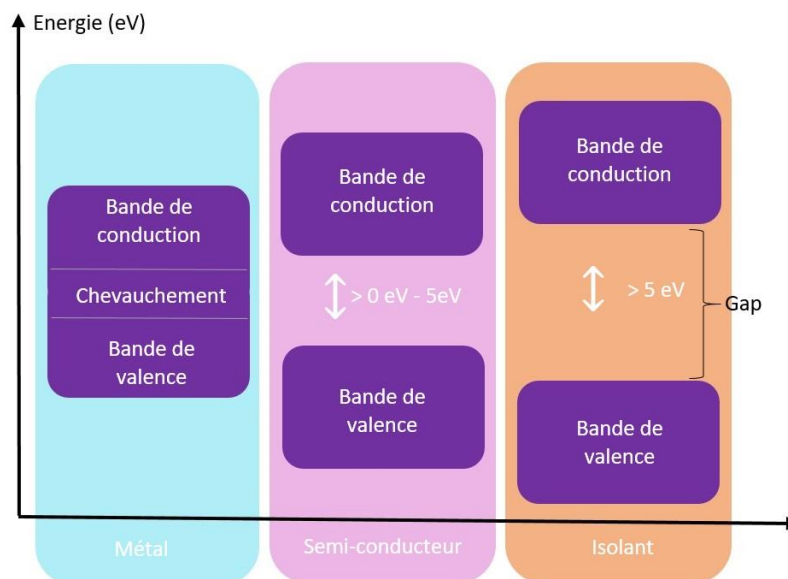 Energie (eV)
Bande de
conduction
Chevauchement
Bande de
valence
Métal
Bande de
conduction
> 0 eV - 5eV
Bande de
valence
Semi-conducteur
Bande de
conduction
> 5 eV
Gap
Bande de
valence
Isolant